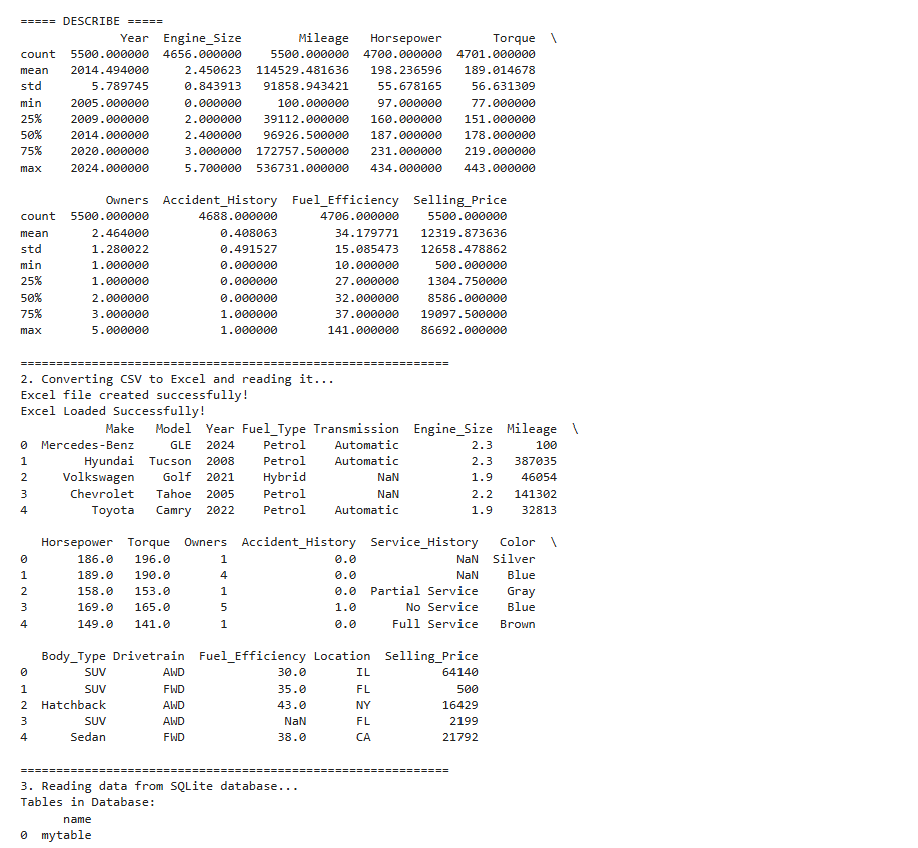 ===== DESCRIBE =====
              Year  Engine_Size        Mileage   Horsepower       Torque  \
count  5500.000000  4656.000000    5500.000000  4700.000000  4701.000000
mean   2014.494000     2.450623  114529.481636   198.236596   189.014678
std       5.789745     0.843913   91858.943421    55.678165    56.631309
min    2005.000000     0.000000     100.000000    97.000000    77.000000
25%    2009.000000     2.000000   39112.000000   160.000000   151.000000
50%    2014.000000     2.400000   96926.500000   187.000000   178.000000
75%    2020.000000     3.000000  172757.500000   231.000000   219.000000
max    2024.000000     5.700000  536731.000000   434.000000   443.000000

            Owners  Accident_History  Fuel_Efficiency  Selling_Price
count  5500.000000       4688.000000      4706.000000    5500.000000
mean      2.464000          0.408063        34.179771   12319.873636
std       1.280022          0.491527        15.085473   12658.478862
min       1.000000          0.000000        10.000000     500.000000
25%       1.000000          0.000000        27.000000    1304.750000
50%       2.000000          0.000000        32.000000    8586.000000
75%       3.000000          1.000000        37.000000   19097.500000
max       5.000000          1.000000       141.000000   86692.000000

============================================================
2. Converting CSV to Excel and reading it...
Excel file created successfully!
Excel Loaded Successfully!
            Make   Model  Year Fuel_Type Transmission  Engine_Size  Mileage  \
0  Mercedes-Benz     GLE  2024    Petrol    Automatic          2.3      100
1        Hyundai  Tucson  2008    Petrol    Automatic          2.3   387035
2     Volkswagen    Golf  2021    Hybrid          NaN          1.9    46054
3      Chevrolet   Tahoe  2005    Petrol          NaN          2.2   141302
4         Toyota   Camry  2022    Petrol    Automatic          1.9    32813

   Horsepower  Torque  Owners  Accident_History  Service_History   Color  \
0       186.0   196.0       1               0.0              NaN  Silver
1       189.0   190.0       4               0.0              NaN    Blue
2       158.0   153.0       1               0.0  Partial Service    Gray
3       169.0   165.0       5               1.0       No Service    Blue
4       149.0   141.0       1               0.0     Full Service   Brown

   Body_Type Drivetrain  Fuel_Efficiency Location  Selling_Price
0        SUV        AWD             30.0       IL          64140
1        SUV        FWD             35.0       FL            500
2  Hatchback        AWD             43.0       NY          16429
3        SUV        AWD              NaN       FL           2199
4      Sedan        FWD             38.0       CA          21792

============================================================
3. Reading data from SQLite database...
Tables in Database:
      name
0  mytable